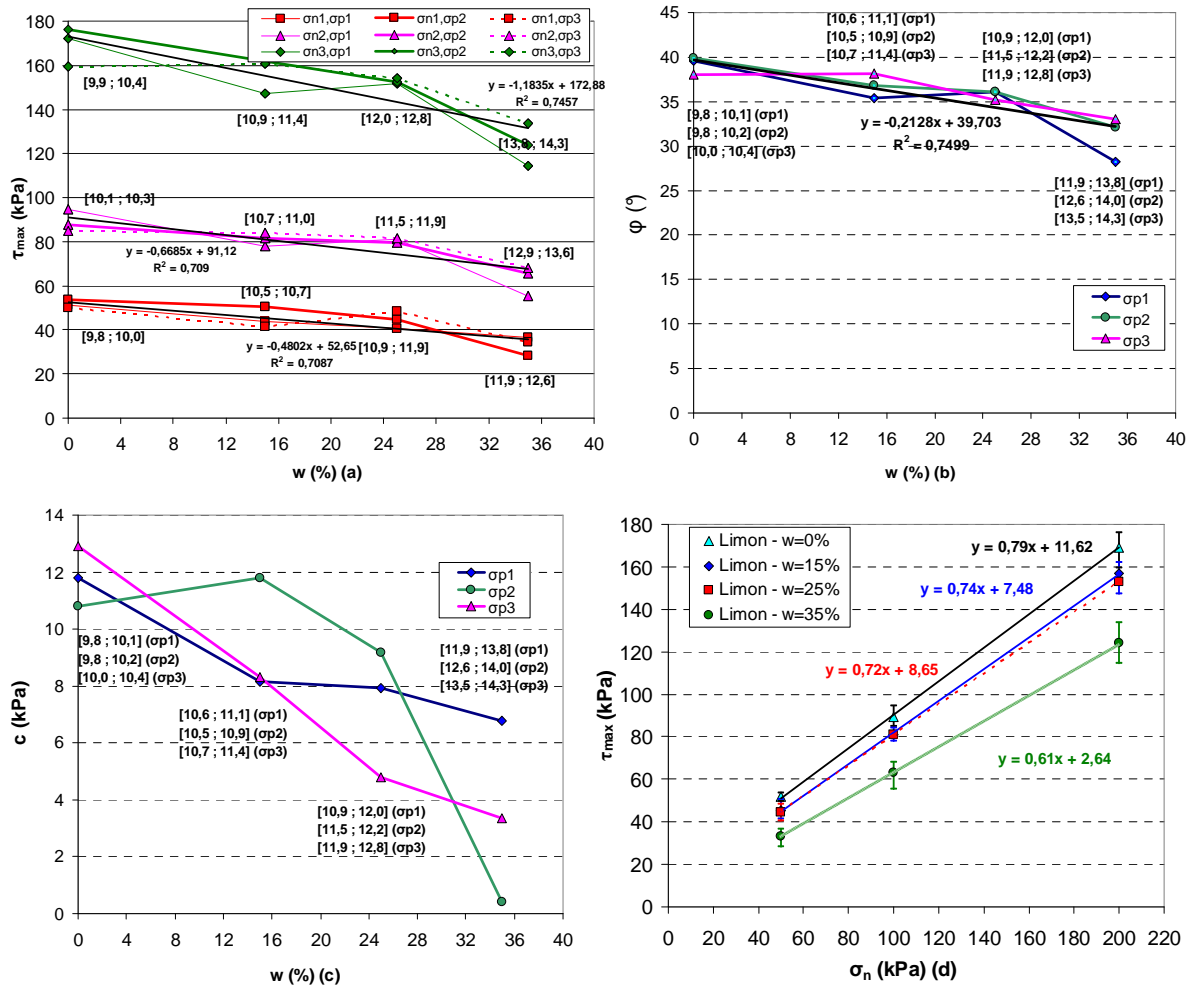 σn1,σp1 σn1,σp2 σn1,σp3
σn2,σp1 σn2,σp2 σn2,σp3
σn3,σp1 σn3,σp2 σn3,σp3
180
160
140
120
100
80
60
40
20
0
τmax (kPa)
[9,9 ; 10,4]
[10,9 ; 11,4]
[12,0 ; 12,8]
y = -1,1835x + 172,88
R² = 0,7457
[13,6 ; 14,3]
[10,1 ; 10,3]
[10,7 ; 11,0]
[11,5 ; 11,9]
[12,9 ; 13,6]
y = -0,6685x + 91,12
R² = 0,709
[10,5 ; 10,7]
[9,8 ; 10,0]
y = -0,4802x + 52,65
R² = 0,7087
[10,9 ; 11,9]
[11,9 ; 12,6]
0 4 8 12 16 20 24 28 32 36 40
w (%) (a)
45
40
35
30
25
20
15
10
5
0
φ (°)
[10,6 ; 11,1] (σp1)
[10,5 ; 10,9] (σp2)
[10,7 ; 11,4] (σp3)
[10,9 ; 12,0] (σp1)
[11,5 ; 12,2] (σp2)
[11,9 ; 12,8] (σp3)
[9,8 ; 10,1] (σp1)
[9,8 ; 10,2] (σp2)
[10,0 ; 10,4] (σp3)
y = -0,2128x + 39,703
R² = 0,7499
[11,9 ; 13,8] (σp1)
[12,6 ; 14,0] (σp2)
[13,5 ; 14,3] (σp3)
σp1
σp2
σp3
0 4 8 12 16 20 24 28 32 36 40
w (%) (b)
14
12
10
8
6
4
2
0
c (kPa)
σp1
σp2
σp3
[9,8 ; 10,1] (σp1)
[9,8 ; 10,2] (σp2)
[10,0 ; 10,4] (σp3)
[11,9 ; 13,8] (σp1)
[12,6 ; 14,0] (σp2)
[13,5 ; 14,3] (σp3)
[10,6 ; 11,1] (σp1)
[10,5 ; 10,9] (σp2)
[10,7 ; 11,4] (σp3)
[10,9 ; 12,0] (σp1)
[11,5 ; 12,2] (σp2)
[11,9 ; 12,8] (σp3)
0 4 8 12 16 20 24 28 32 36 40
w (%) (c)
180
160
140
120
100
80
60
40
20
0
τmax (kPa)
Limon - w=0%
Limon - w=15%
Limon - w=25%
Limon - w=35%
y = 0,79x + 11,62
y = 0,74x + 7,48
y = 0,72x + 8,65
y = 0,61x + 2,64
0 20 40 60 80 100 120 140 160 180 200 220
σn (kPa) (d)